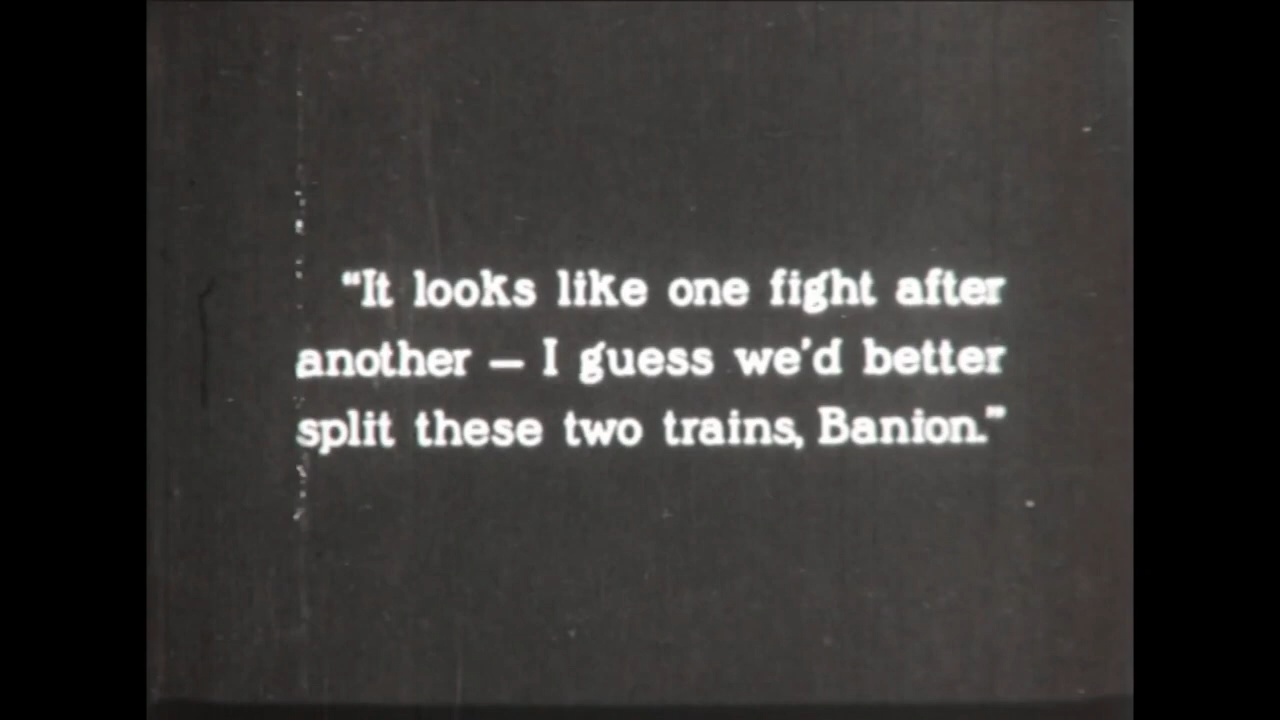 “It looks like one fight after
another — I guess we’d better
split these two trains, Banion.”